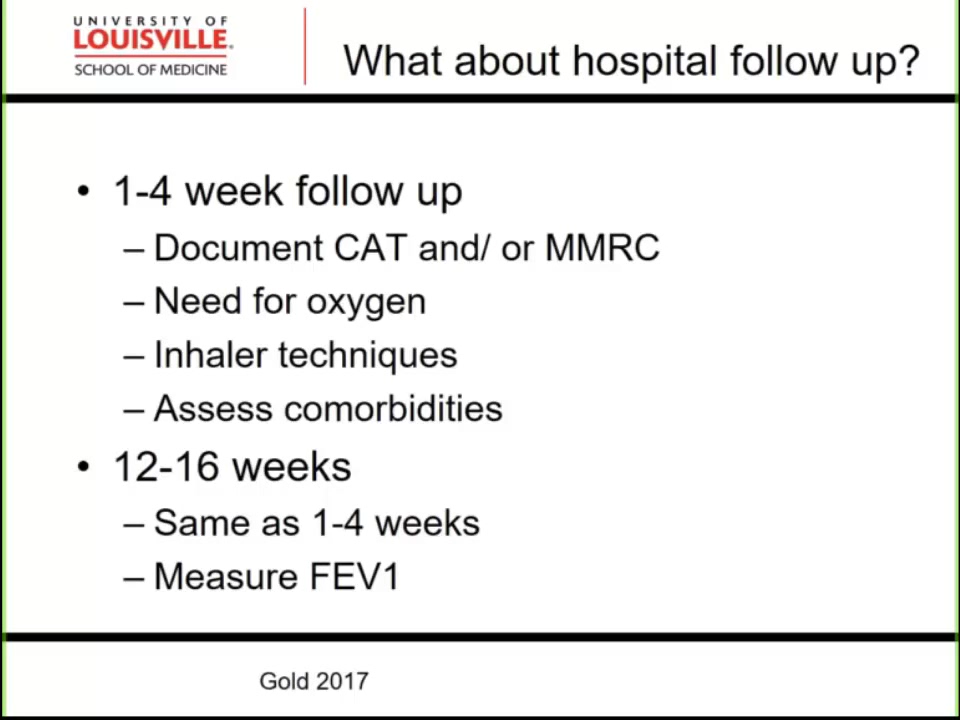 UNIVERSITY OF
LOUISVILLE.
SCHOOL OF MEDICINE
What about hospital follow up?
• 1-4 week follow up
– Document CAT and/ or MMRC
– Need for oxygen
– Inhaler techniques
– Assess comorbidities
• 12-16 weeks
– Same as 1-4 weeks
– Measure FEV1
Gold 2017